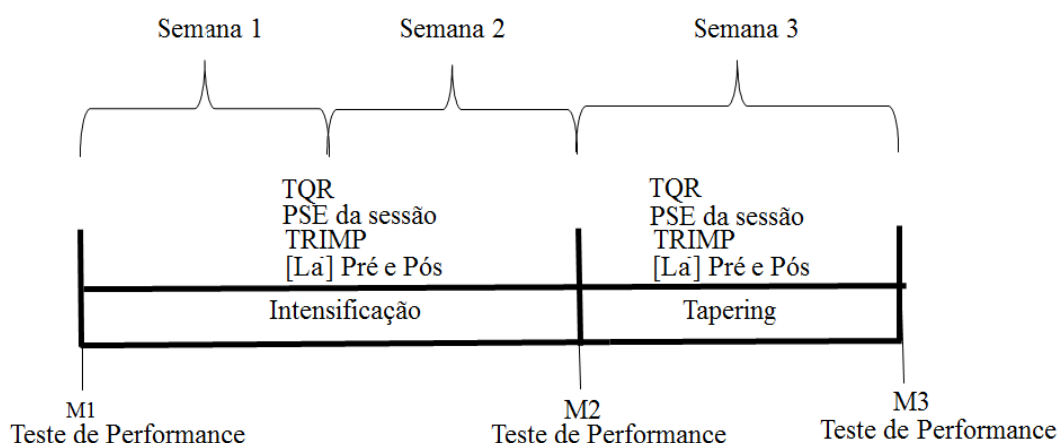 Semana 1
Semana 2
Semana 3
TQR
PSE da sessão
TRIMP
[La] Pré e Pós
TQR
PSE da sessão
TRIMP
[La] Pré e Pós
Intensificação
Tapering
M1
Teste de Performance
M2
Teste de Performance
M3
Teste de Performance